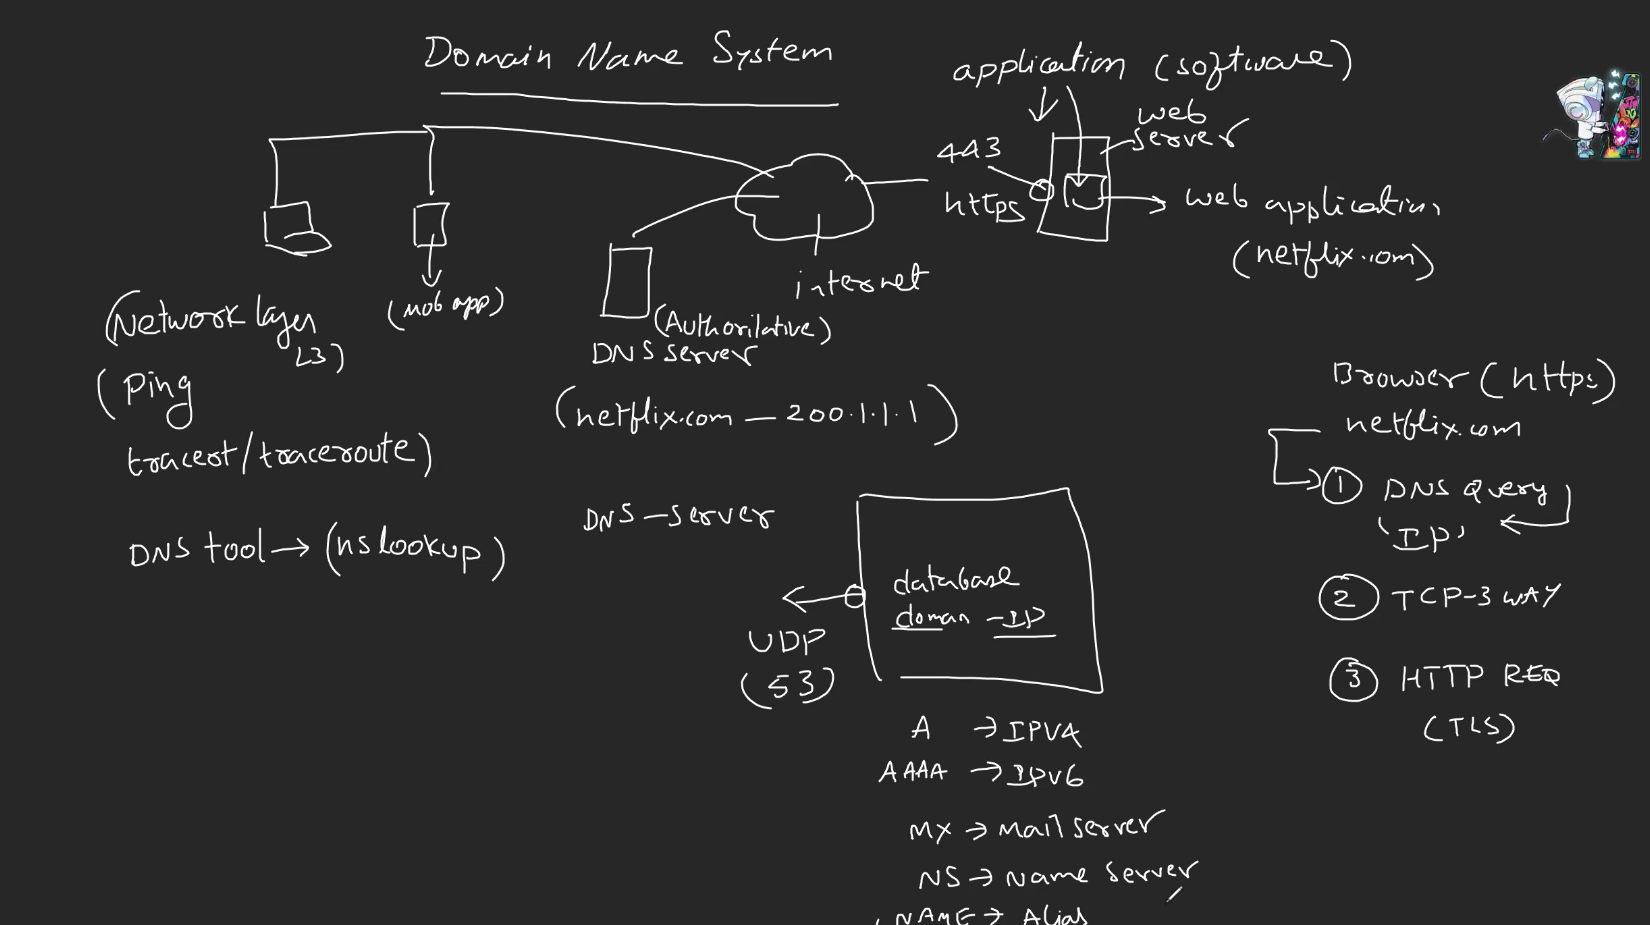 Domain Name System
application (software)
web
server
443
https
web application
(netflix.com)
internet
(mob app)
(Network layer
L3)
(Ping
tracert/traceroute)
DNS tool → (nslookup)
(Authoritative)
DNS server
(netflix.com — 200.1.1.1)
DNS - server
database
doman - IP
UDP
(53)
A → IPV4
AAAA → IPV6
MX → Mail server
NS → Name server
CNAME → Alias
Browser (https)
netflix.com
1 DNS query
'IP'
2 TCP-3 WAY
3 HTTP REQ
(TLS)